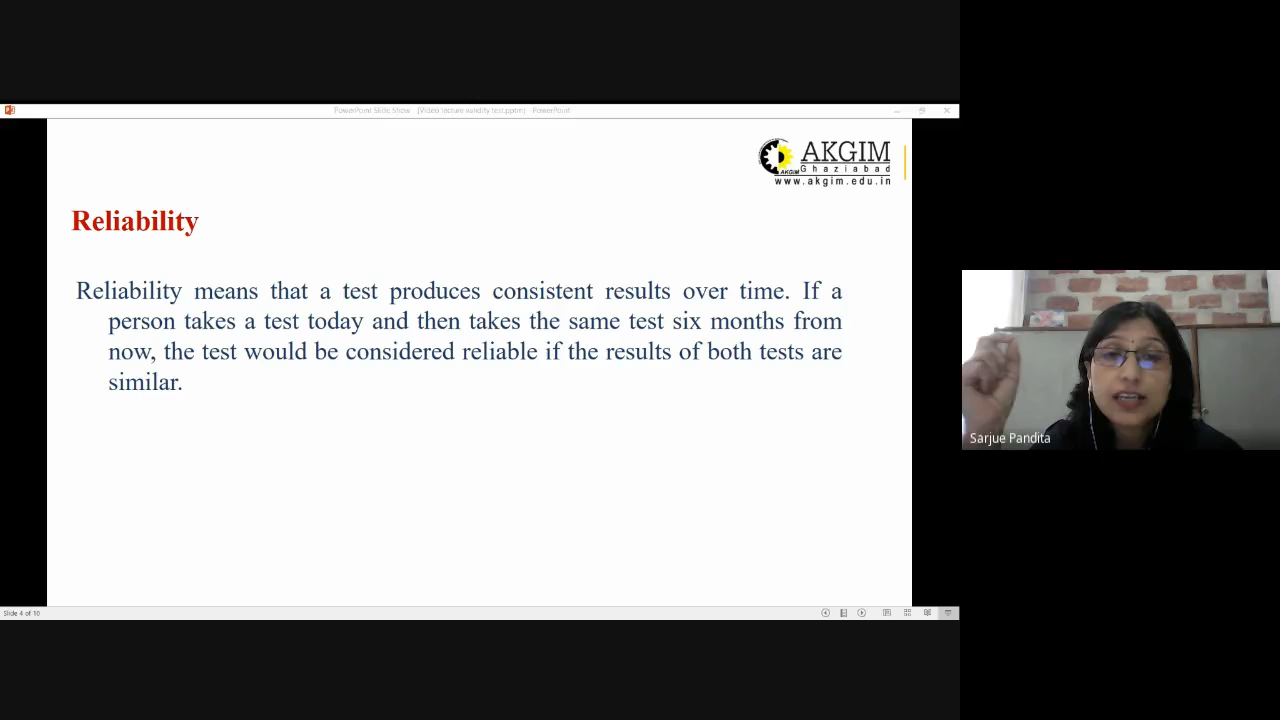 PowerPoint Slide Show - [Video lecture validity test.pptm] - PowerPoint
AKGIM
Ghaziabad
AKGIM
www.akgim.edu.in
Reliability
Reliability means that a test produces consistent results over time. If a
person takes a test today and then takes the same test six months from
now, the test would be considered reliable if the results of both tests are
similar.
Sarjue Pandita
Slide 4 of 10